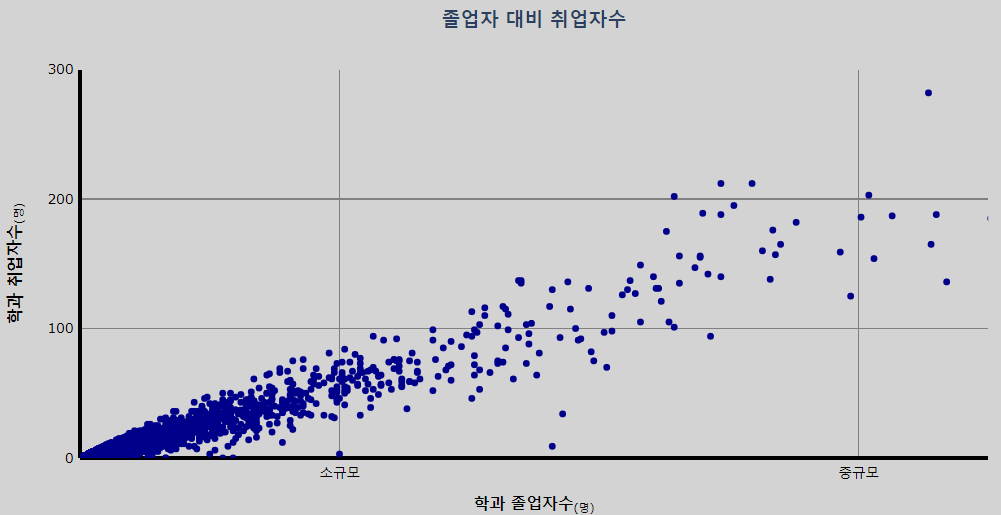 졸업자 대비 취업자수
300
200
100
0
학과 취업자수(명)
소규모 중규모
학과 졸업자수(명)